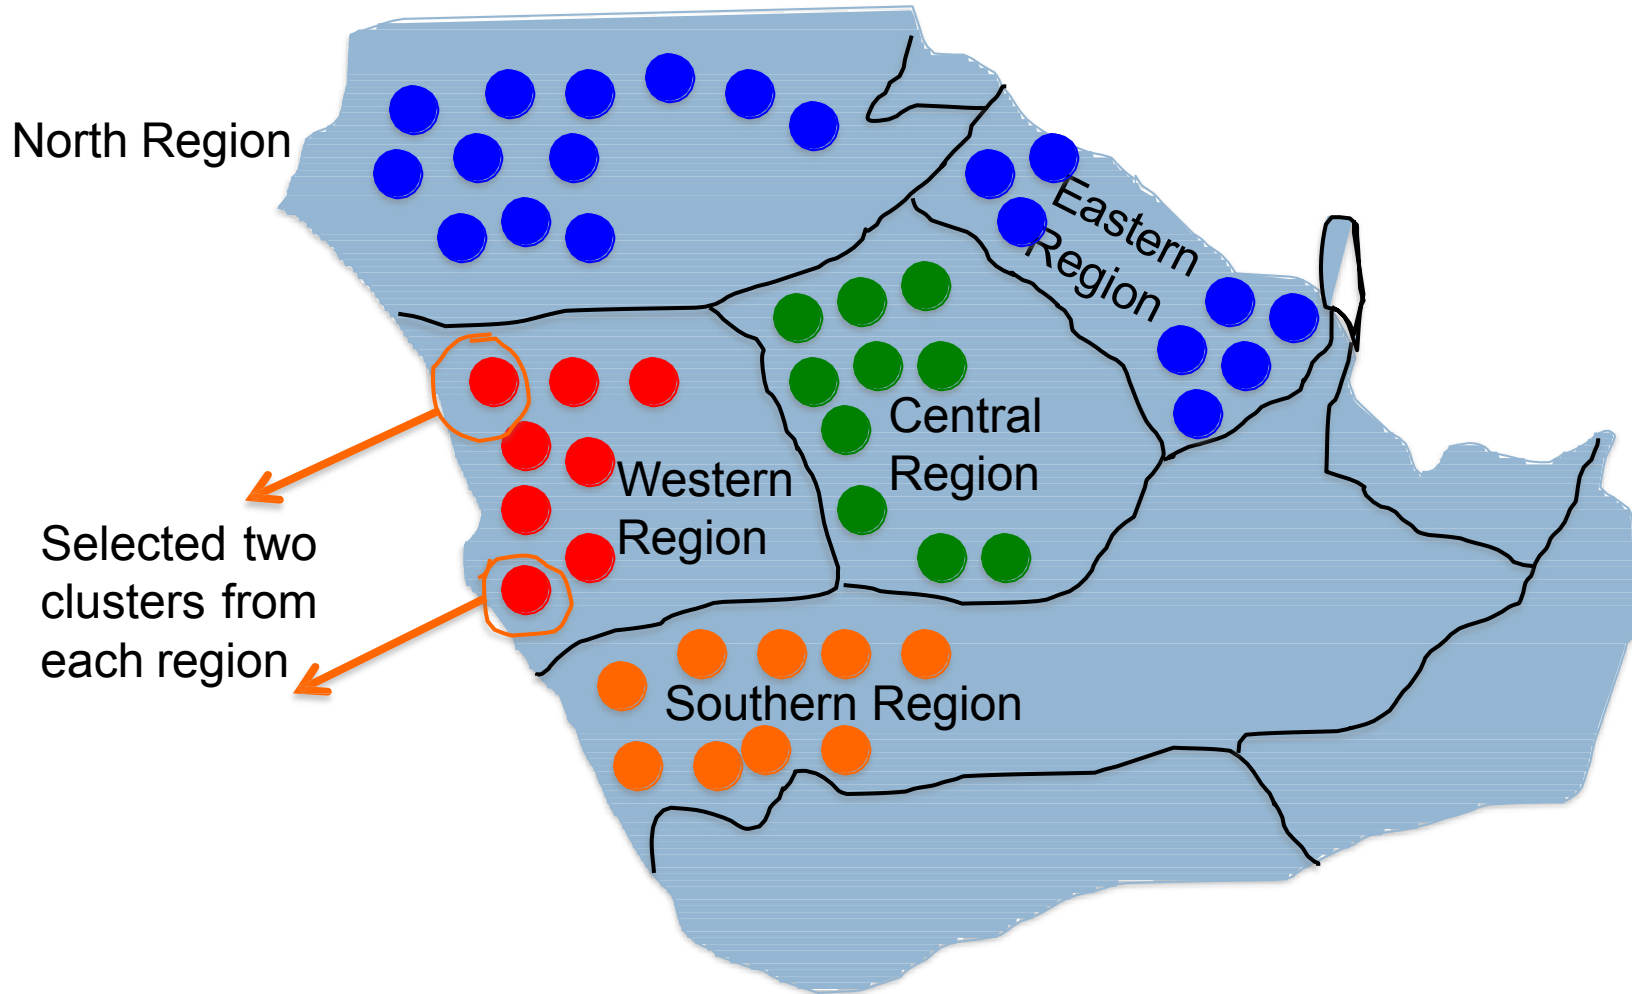 North Region
Eastern
Region
Central
Region
Western
Region
Selected two
clusters from
each region
Southern Region